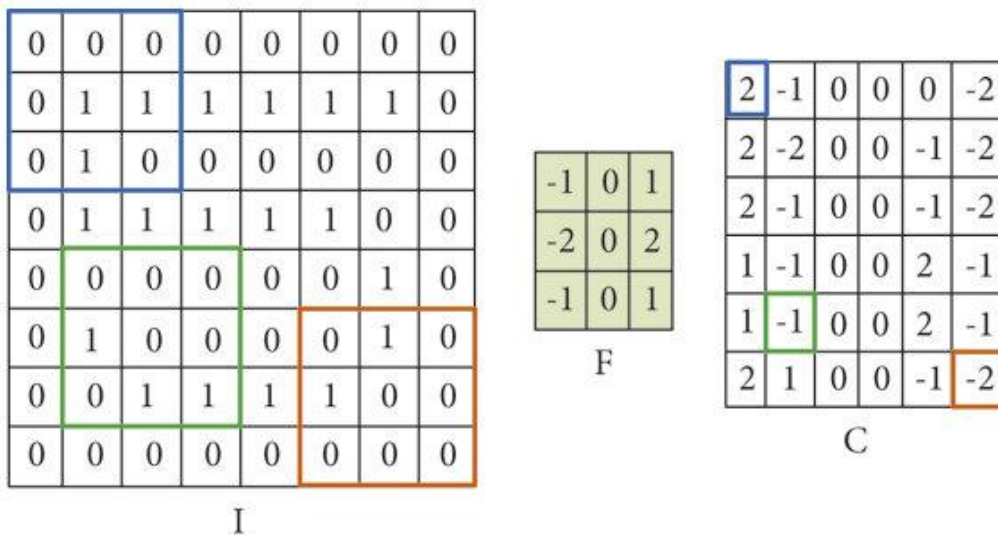 0 0 0 0 0 0 0 0
0 1 1 1 1 1 1 0
0 1 0 0 0 0 0 0
0 1 1 1 1 1 0 0
0 0 0 0 0 0 1 0
0 1 0 0 0 0 1 0
0 0 1 1 1 1 0 0
0 0 0 0 0 0 0 0
I
-1 0 1
-2 0 2
-1 0 1
F
2 -1 0 0 0 -2
2 -2 0 0 -1 -2
2 -1 0 0 -1 -2
1 -1 0 0 2 -1
1 -1 0 0 2 -1
2 1 0 0 -1 -2
C